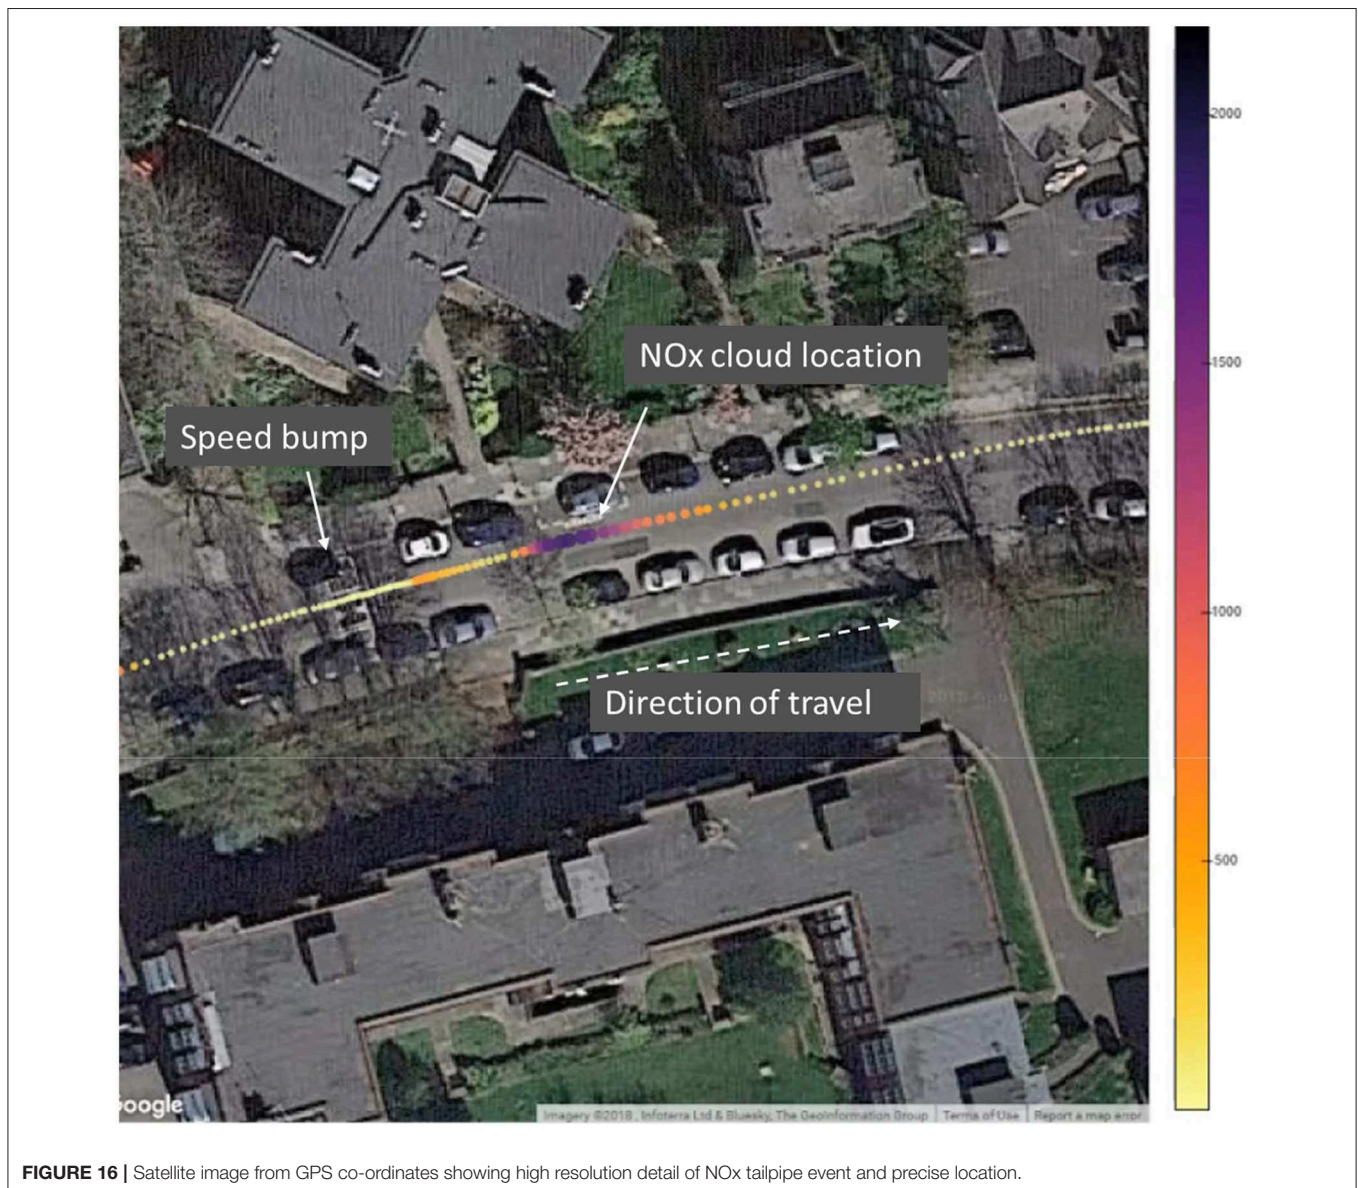 2000
NOx cloud location
1500
Speed bump
1000
Direction of travel
500
Google
Imagery ©2018 , Infoterra Ltd & Bluesky, The GeoInformation Group
Terms of Use
Report a map error
FIGURE 16 | Satellite image from GPS co-ordinates showing high resolution detail of NOx tailpipe event and precise location.